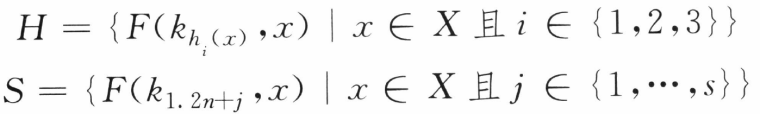 H = {F(k_{h_i(x)}, x) | x ∈ X 且 i ∈ {1,2,3}}
S = {F(k_{1.2n+j}, x) | x ∈ X 且 j ∈ {1,⋯,s}}